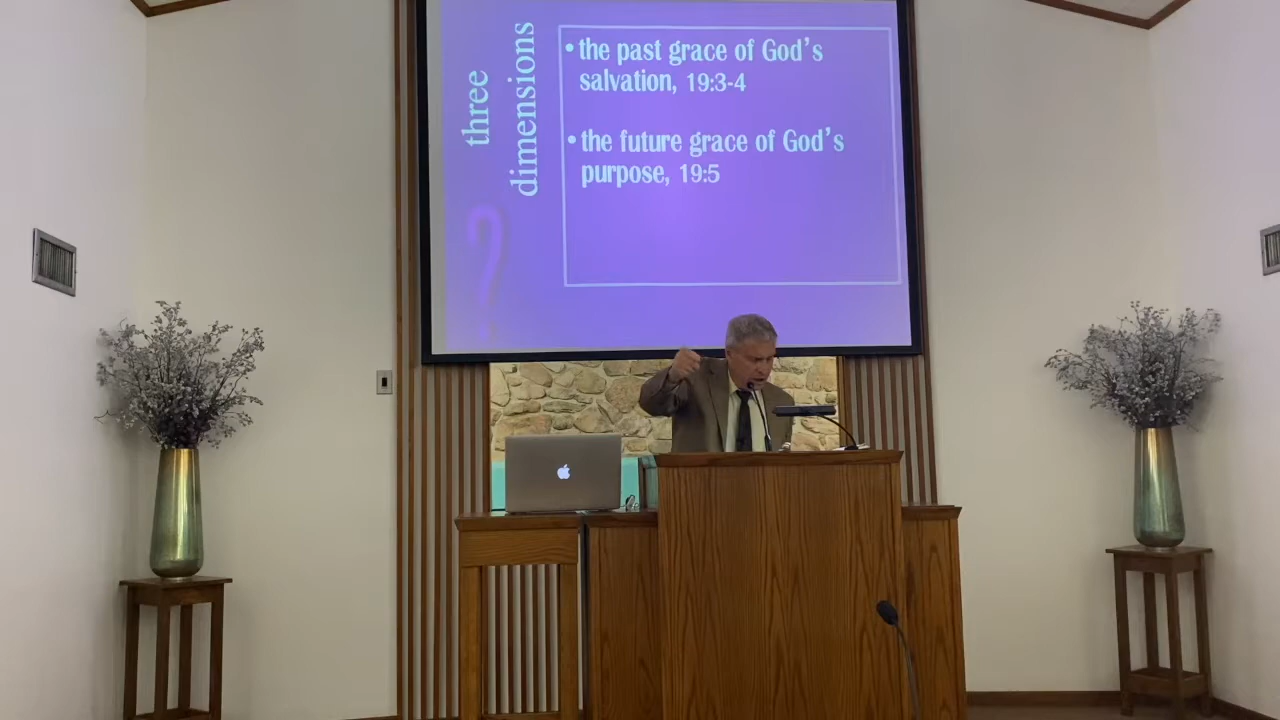 three
dimensions
• the past grace of God's
salvation, 19:3-4
• the future grace of God's
purpose, 19:5
?